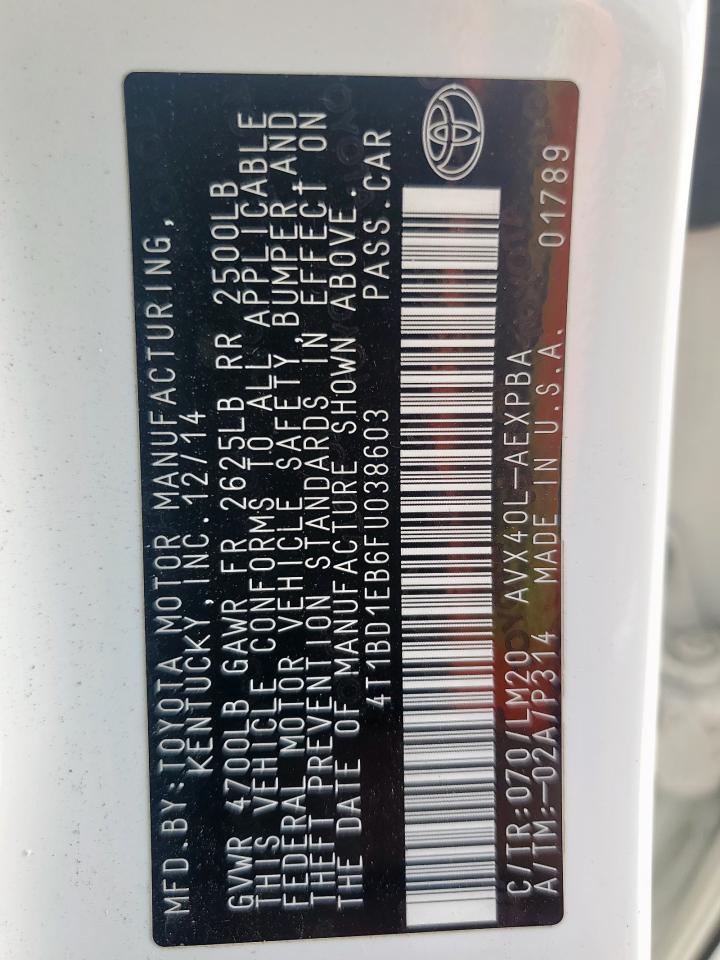 MFD.BY:TOYOTA MOTOR MANUFACTURING,
KENTUCKY, INC. 12/14
GVWR 4700LB GAWR FR 2625LB RR 2500LB
THIS VEHICLE CONFORMS TO ALL APPLICABLE
FEDERAL MOTOR VEHICLE SAFETY, BUMPER, AND
THEFT PREVENTION STANDARDS IN EFFECT ON
THE DATE OF MANUFACTURE SHOWN ABOVE.
4T1BD1EB6FU038603 PASS.CAR
C/TR:070/LM20 AVX40L-AEXPBA
A/TM:-02A/P314 MADE IN U.S.A. 01789